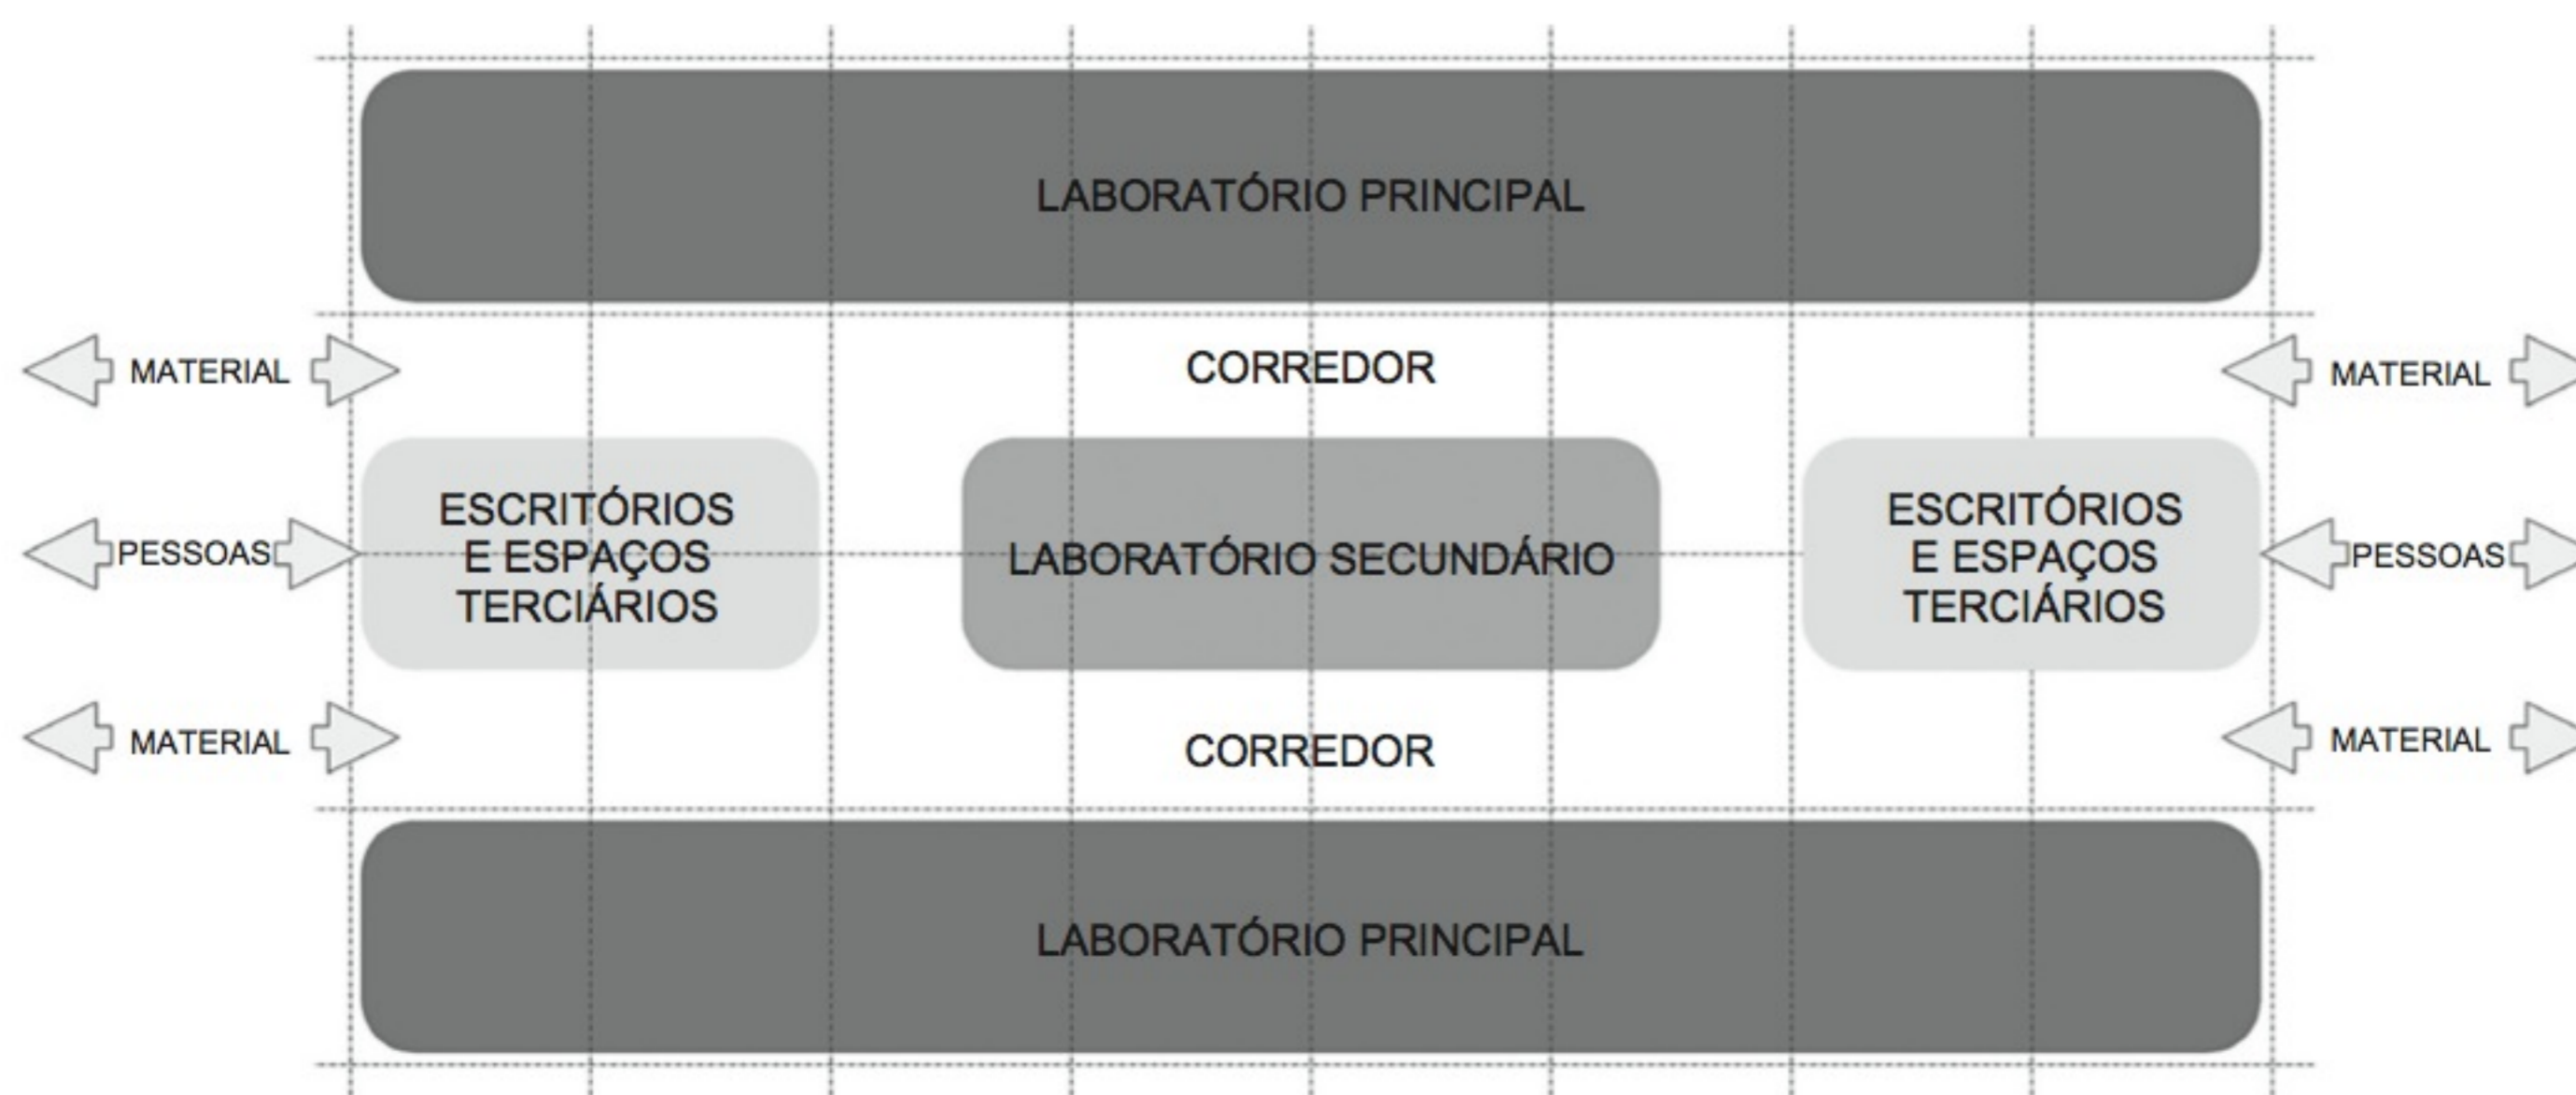 LABORATÓRIO PRINCIPAL
CORREDOR
MATERIAL
MATERIAL
ESCRITÓRIOS
E ESPAÇOS
TERCIÁRIOS
LABORATÓRIO SECUNDÁRIO
ESCRITÓRIOS
E ESPAÇOS
TERCIÁRIOS
PESSOAS
PESSOAS
MATERIAL
CORREDOR
MATERIAL
LABORATÓRIO PRINCIPAL